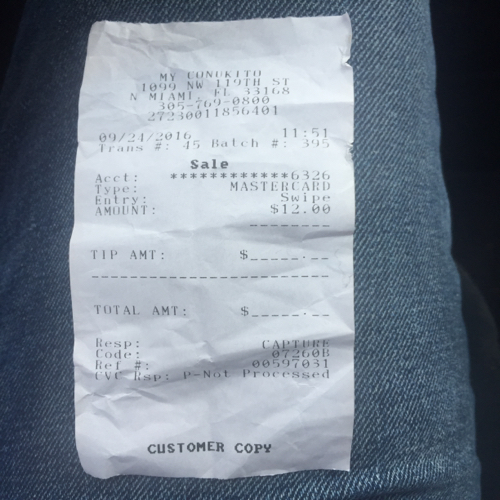 MY CONUKITO
1099 NW 119TH ST
N MIAMI, FL 33168
305-769-0800
27230011856401
09/24/2016 11:51
Trans #: 45 Batch #: 395
Sale
Acct: ************6326
Type: MASTERCARD
Entry: Swipe
AMOUNT: $12.00
--------
TIP AMT: $_____.__
------------------------
TOTAL AMT: $_____.__
Resp: CAPTURE
Code: 07260B
Ref #: 00597031
CVC Rsp: P-Not Processed
CUSTOMER COPY